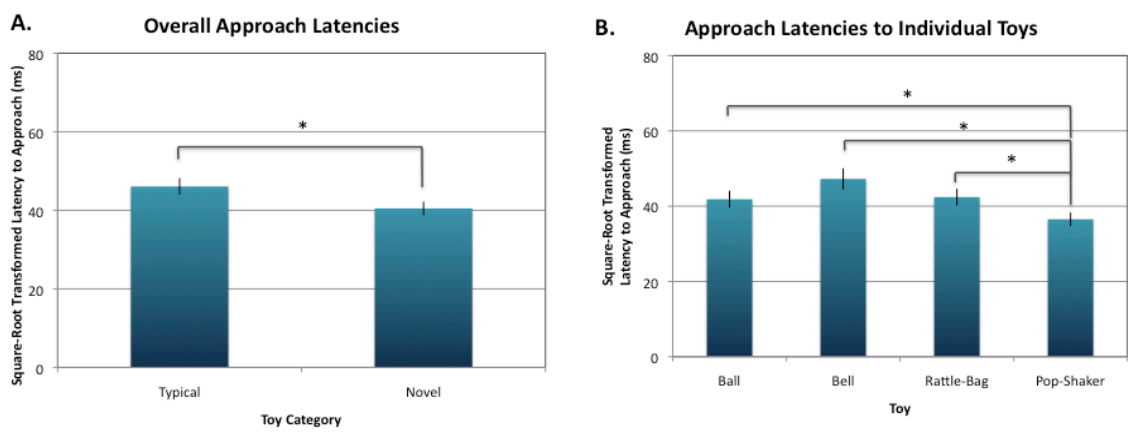 A.
Overall Approach Latencies
Square-Root Transformed Latency to Approach (ms)
80
60
40
20
0
*
Typical
Novel
Toy Category
B.
Approach Latencies to Individual Toys
Square-Root Transformed
Latency to Approach (ms)
80
60
40
20
0
*
*
*
Ball
Bell
Rattle-Bag
Pop-Shaker
Toy